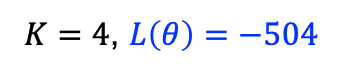 K = 4, L(θ) = −504